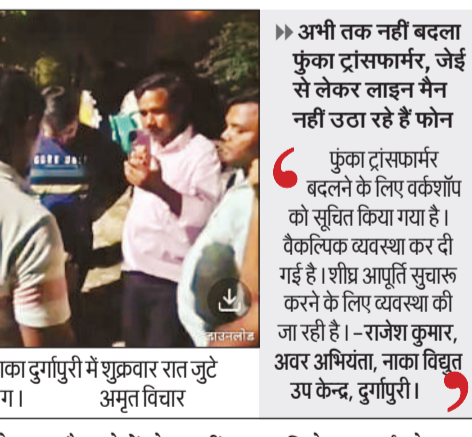 अभी तक नहीं बदला
फुंका ट्रांसफार्मर, जेई
से लेकर लाइन मैन
नहीं उठा रहे हैं फोन
फुंका ट्रांसफार्मर
बदलने के लिए वर्कशॉप
को सूचित किया गया है।
वैकल्पिक व्यवस्था कर दी
गई है। शीघ्र आपूर्ति सुचारू
करने के लिए व्यवस्था की
जा रही है। –राजेश कुमार,
अवर अभियंता, नाका विद्युत
उप केन्द्र, दुर्गापुरी।
डाउनलोड
ाका दुर्गापुरी में शुक्रवार रात जुटे
ग। अमृत विचार